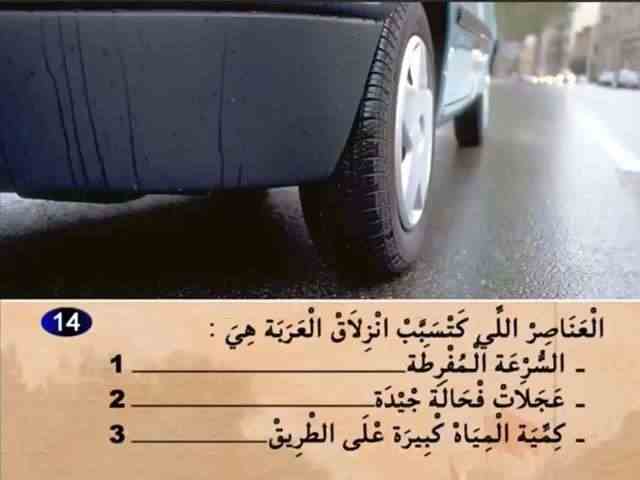 14
الْعَنَاصِرْ اللِّي كَتْسَبِّبْ انْزِلَاقْ الْعَرَبَة هِيَ :
- السُّرْعَة الْمُفْرِطَة 1
- عَجَلَاتْ فْحَالَة جْيْدَة 2
- كِمِّيَة الْمِيَاهْ كْبِيرَة عْلَى الطْرِيقْ 3